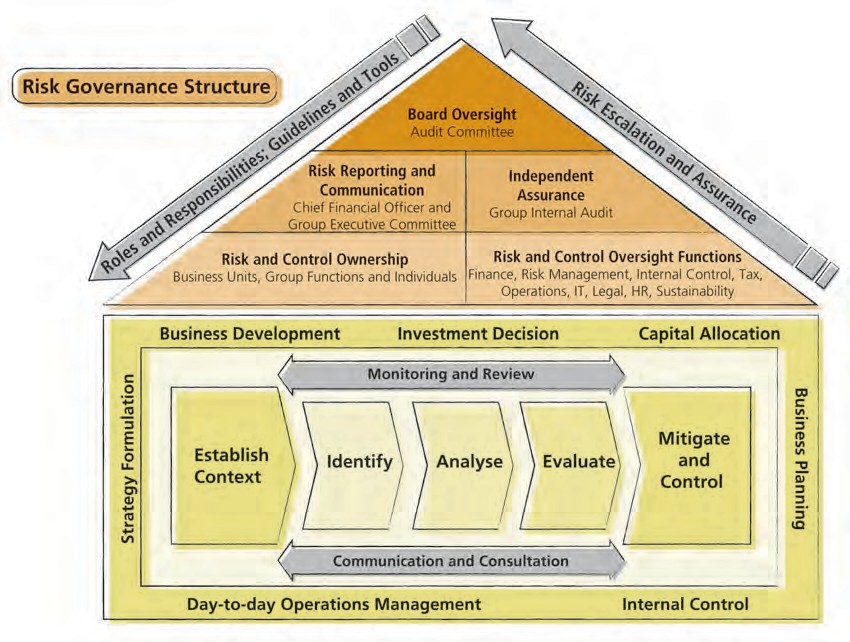 Risk Governance Structure
Roles and Responsibilities; Guidelines and Tools
Risk Escalation and Assurance
Board Oversight
Audit Committee
Risk Reporting and
Communication
Chief Financial Officer and
Group Executive Committee
Independent
Assurance
Group Internal Audit
Risk and Control Ownership
Business Units, Group Functions and Individuals
Risk and Control Oversight Functions
Finance, Risk Management, Internal Control, Tax,
Operations, IT, Legal, HR, Sustainability
Business Development
Investment Decision
Capital Allocation
Strategy Formulation
Monitoring and Review
Establish
Context
Identify
Analyse
Evaluate
Mitigate
and
Control
Communication and Consultation
Business Planning
Day-to-day Operations Management
Internal Control